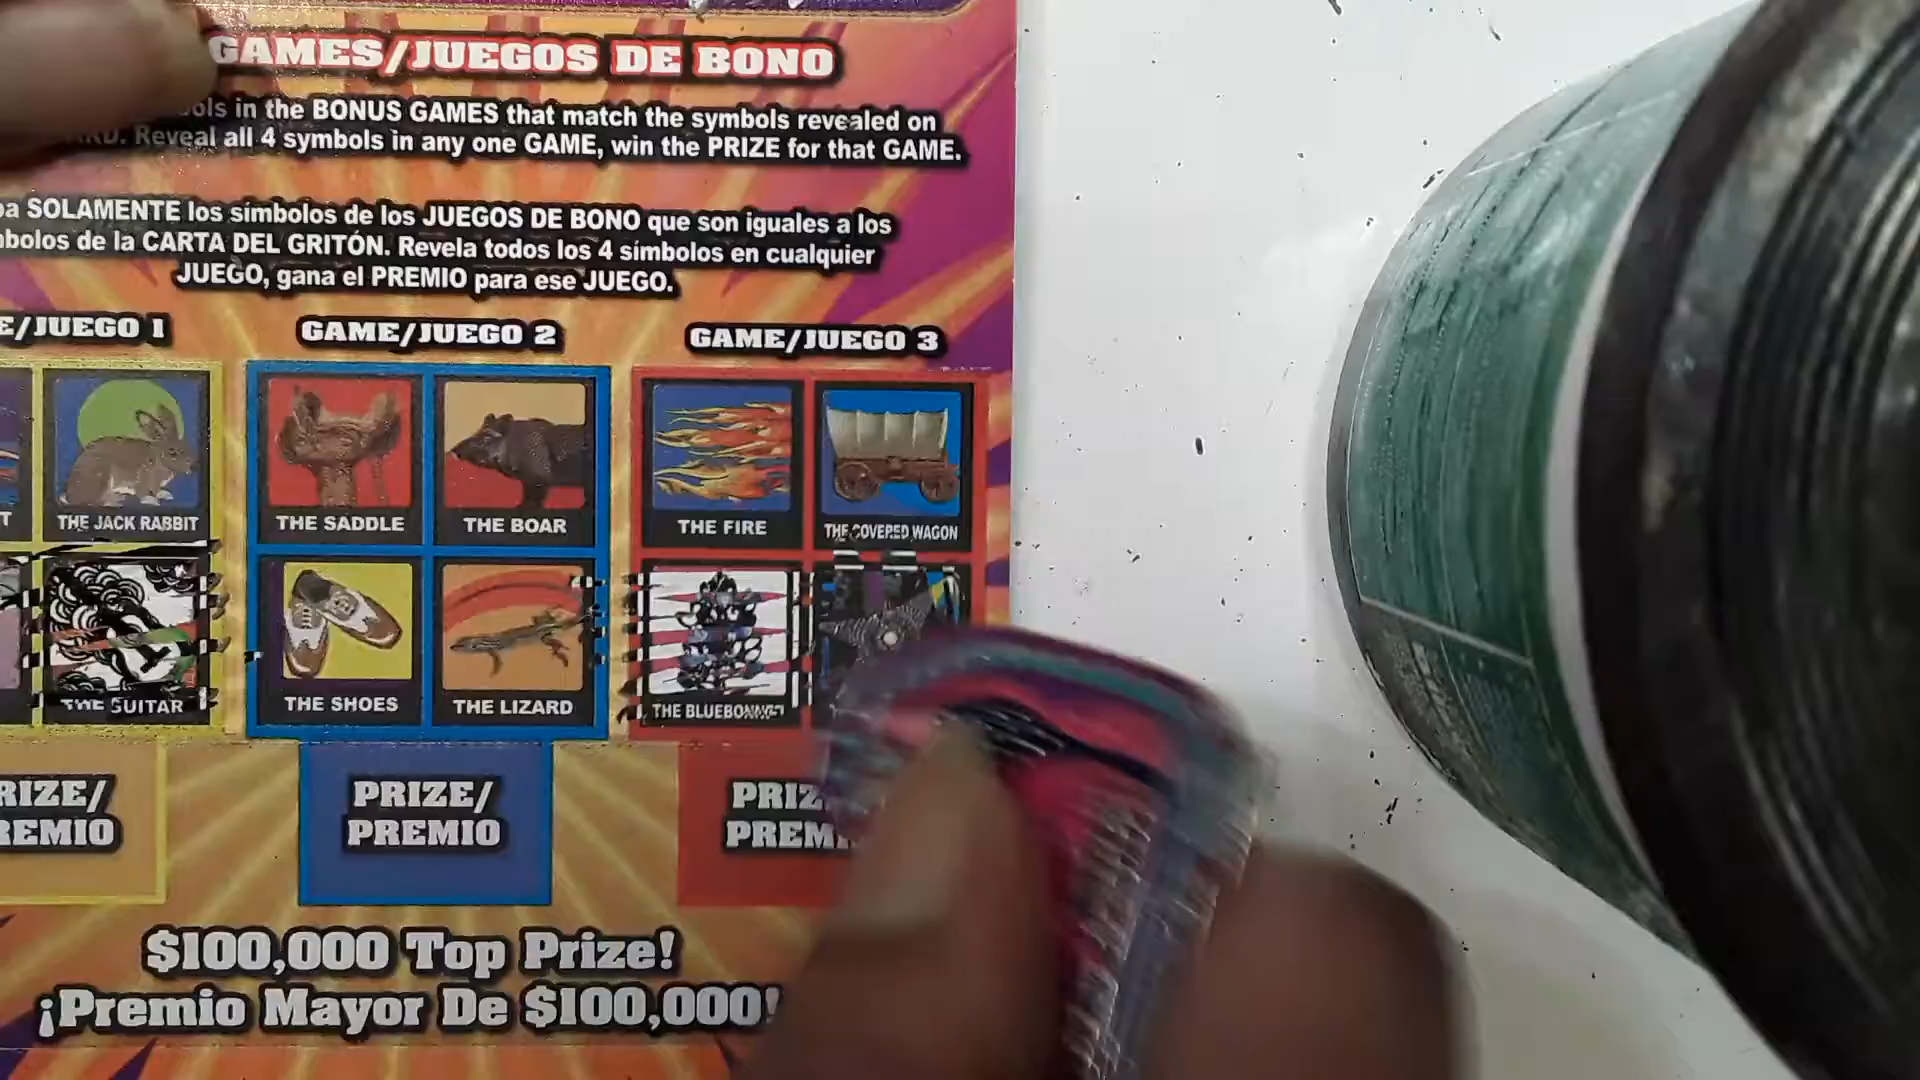 GAMES/JUEGOS DE BONO
in the BONUS GAMES that match the symbols revealed on
Reveal all 4 symbols in any one GAME, win the PRIZE for that GAME.
SOLAMENTE los símbolos de los JUEGOS DE BONO que son iguales a los
de la CARTA DEL GRITÓN. Revela todos los 4 símbolos en cualquier
JUEGO, gana el PREMIO para ese JUEGO.
/JUEGO 1
GAME/JUEGO 2
GAME/JUEGO 3
THE JACK RABBIT
THE SADDLE
THE BOAR
THE FIRE
THE COVERED WAGON
THE GUITAR
THE SHOES
THE LIZARD
THE BLUEBONNET
PRIZE/
PREMIO
$100,000 Top Prize!
¡Premio Mayor De $100,000!